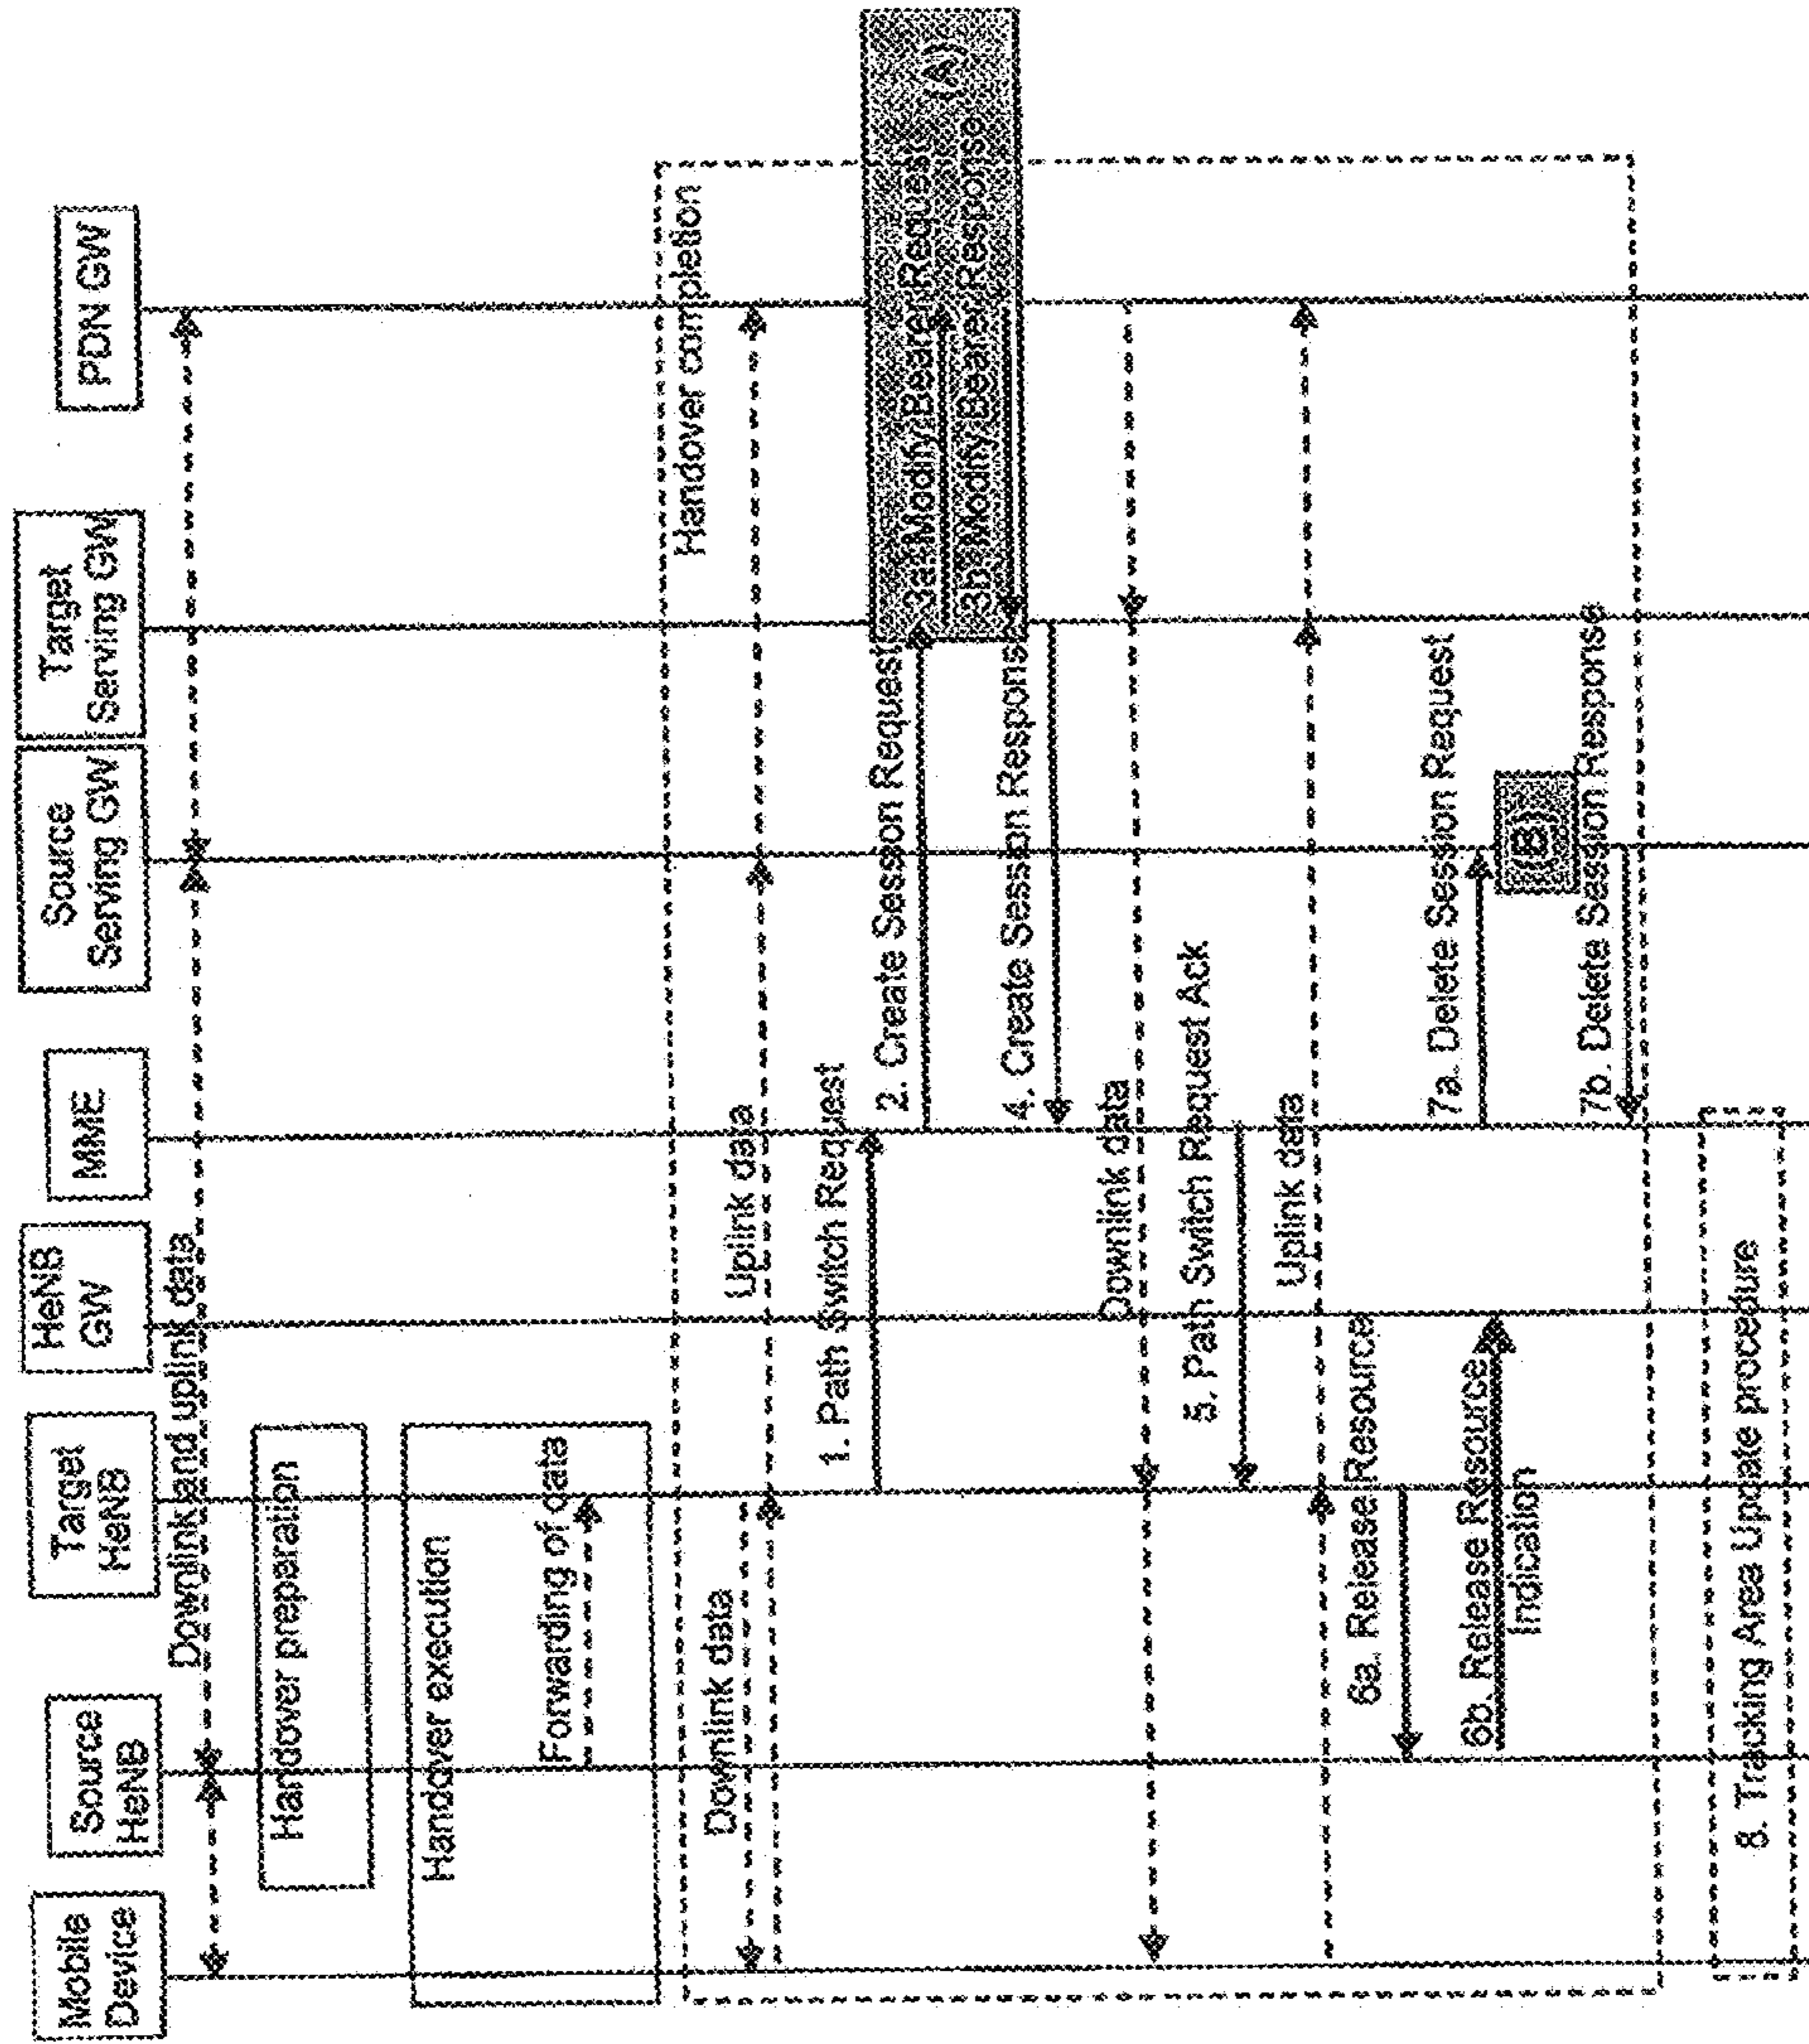 Mobile
Device
Source
HeNB
Target
HeNB
HeNB
GW
MME
Source
Serving GW
Target
Serving GW
PDN GW
Downlink and uplink data
Handover preparation
Handover execution
Forwarding of data
Handover completion
Downlink data
Uplink data
1. Path Switch Request
2. Create Session Request
3a. Modify Bearer Request
(A)
3b. Modify Bearer Response
4. Create Session Response
Downlink data
5. Path Switch Request Ack
Uplink data
6a. Release Resource
7a. Delete Session Request
6b. Release Resource
Indication
(B)
7b. Delete Session Response
8. Tracking Area Update procedure